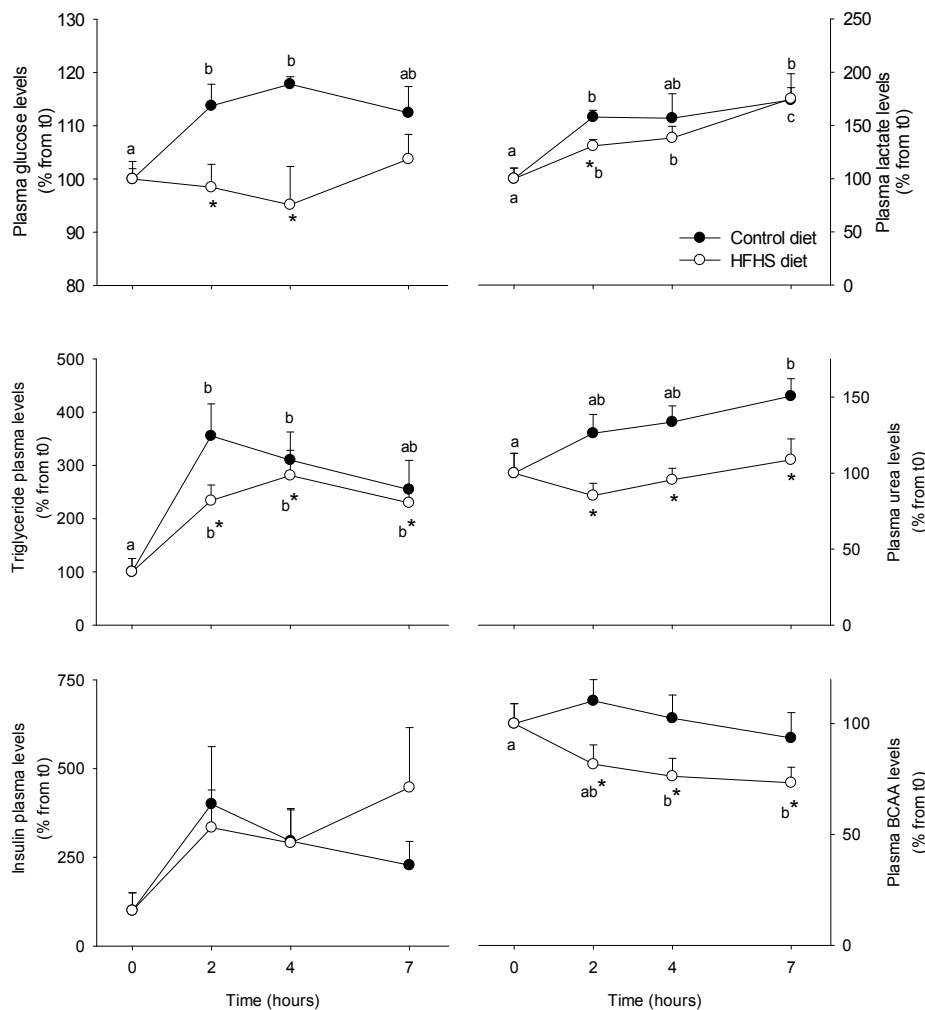 Plasma glucose levels
(% from t0)
130
120
110
100
90
80
a
b
b
ab
*
*
Plasma lactate levels
(% from t0)
250
200
150
100
50
0
a
b
ab
b
a
*b
b
c
Control diet
HFHS diet
Triglyceride plasma levels
(% from t0)
500
400
300
200
100
0
a
b
b
ab
b*
b*
b*
Plasma urea levels
(% from t0)
150
100
50
0
a
ab
ab
b
*
*
*
Insulin plasma levels
(% from t0)
750
500
250
0
0 2 4 7
Time (hours)
Plasma BCAA levels
(% from t0)
100
50
0
a
ab*
b*
b*
0 2 4 7
Time (hours)